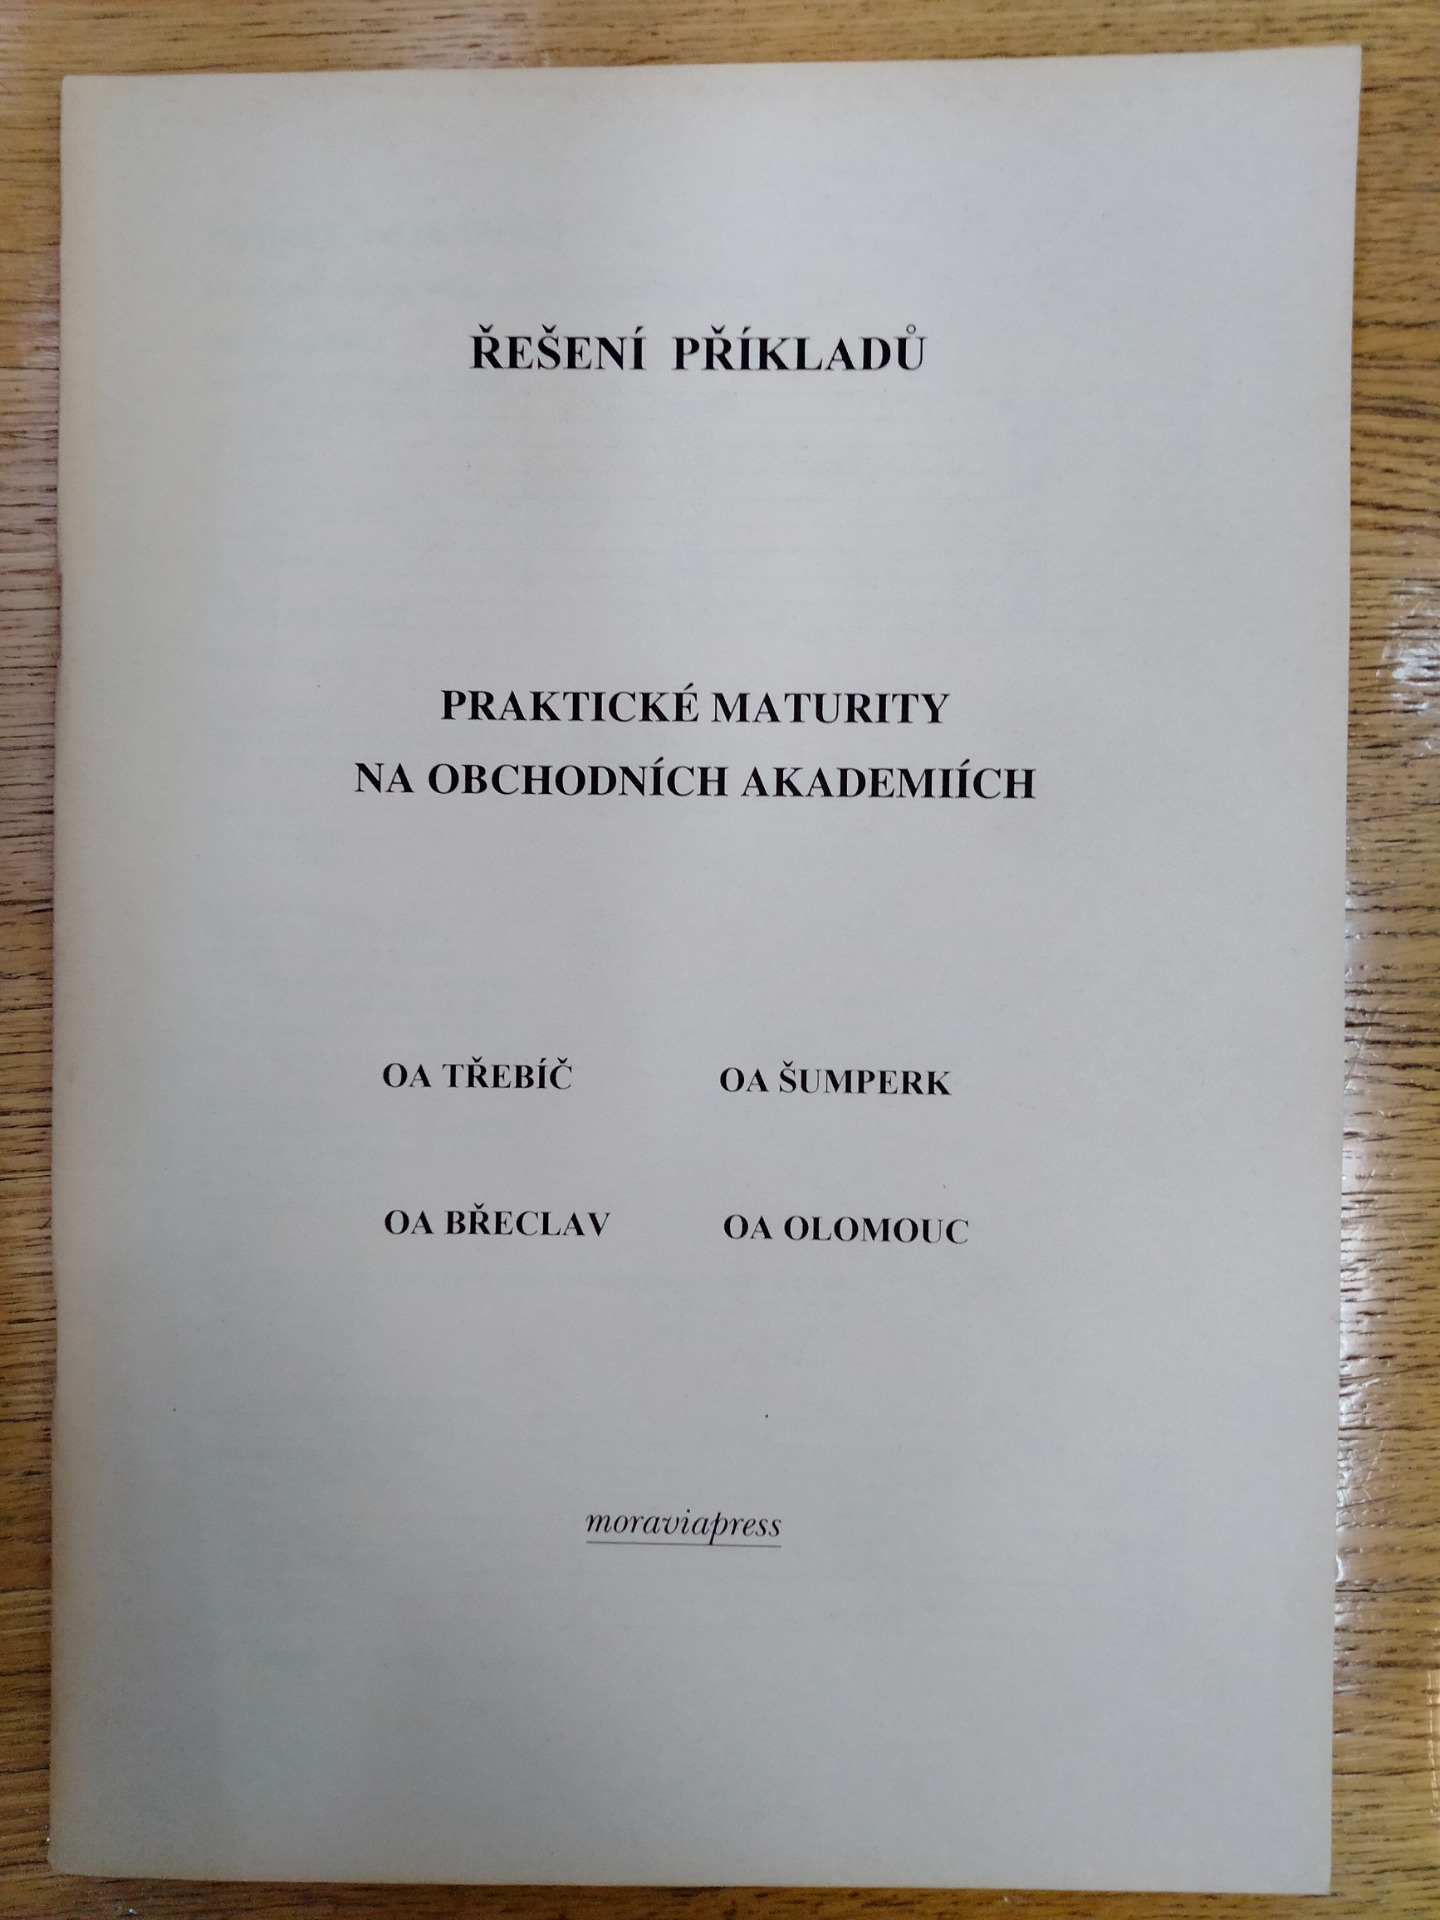 ŘEŠENÍ PŘÍKLADŮ
PRAKTICKÉ MATURITY
NA OBCHODNÍCH AKADEMIÍCH
OA TŘEBÍČ OA ŠUMPERK
OA BŘECLAV OA OLOMOUC
moraviapress